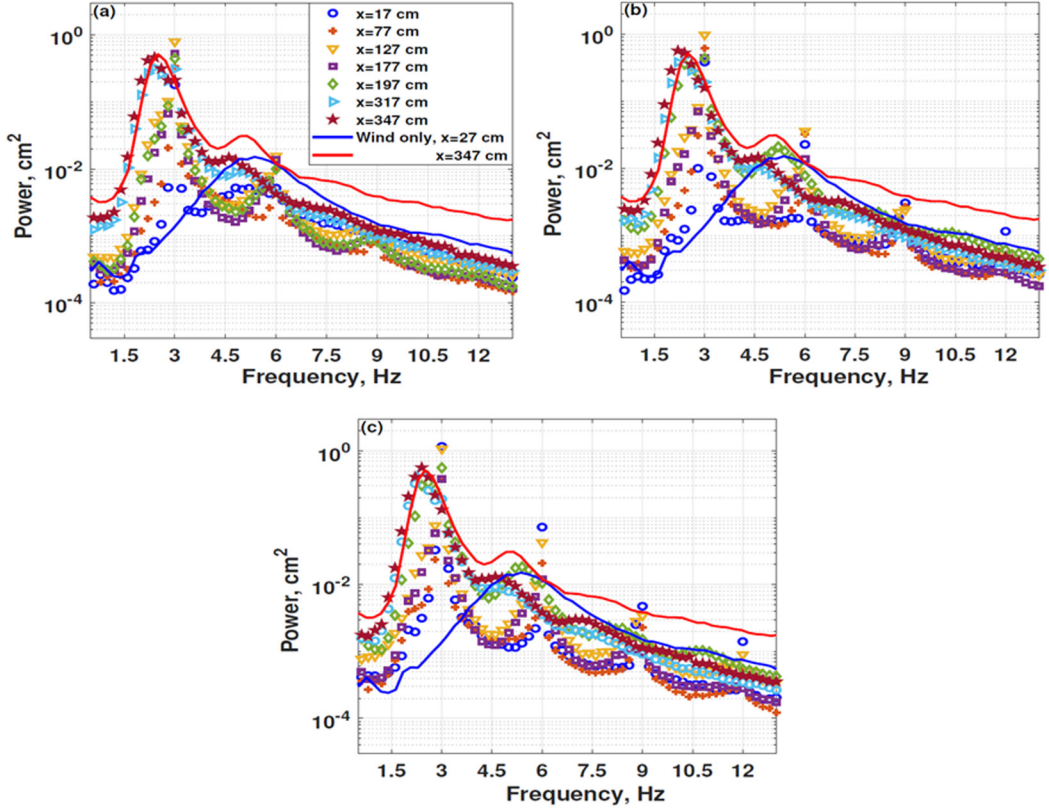 (a)
10^0
10^-2
10^-4
Power, cm^2
1.5 3 4.5 6 7.5 9 10.5 12
Frequency, Hz
x=17 cm
x=77 cm
x=127 cm
x=177 cm
x=197 cm
x=317 cm
x=347 cm
Wind only, x=27 cm
x=347 cm
(b)
10^0
10^-2
10^-4
Power, cm^2
1.5 3 4.5 6 7.5 9 10.5 12
Frequency, Hz
(c)
10^0
10^-2
10^-4
Power, cm^2
1.5 3 4.5 6 7.5 9 10.5 12
Frequency, Hz